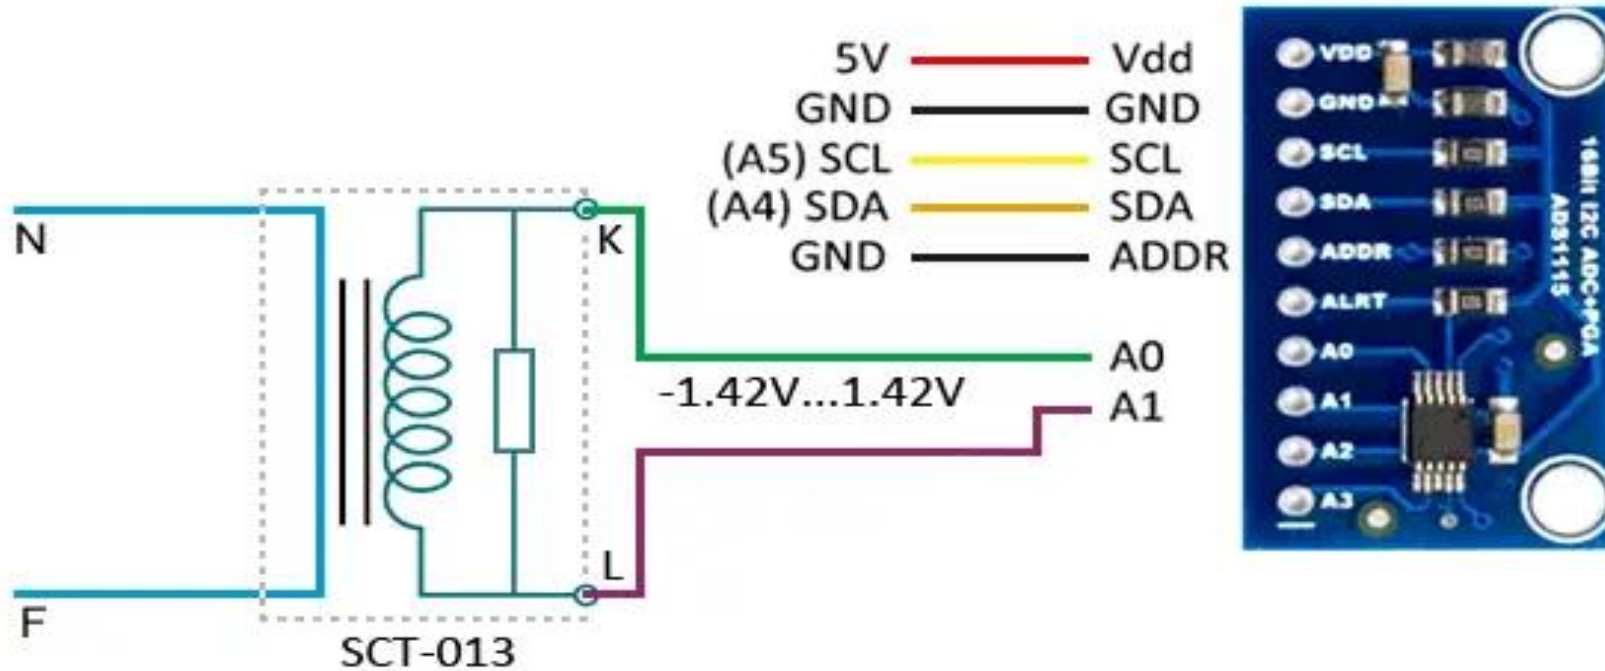 5V Vdd
GND GND
(A5) SCL SCL
(A4) SDA SDA
GND ADDR
N
K
A0
-1.42V...1.42V
A1
L
F
SCT-013
VDD
GND
SCL
SDA
ADDR
ALRT
A0
A1
A2
A3
16Bit I2C ADC+PGA
ADS1115